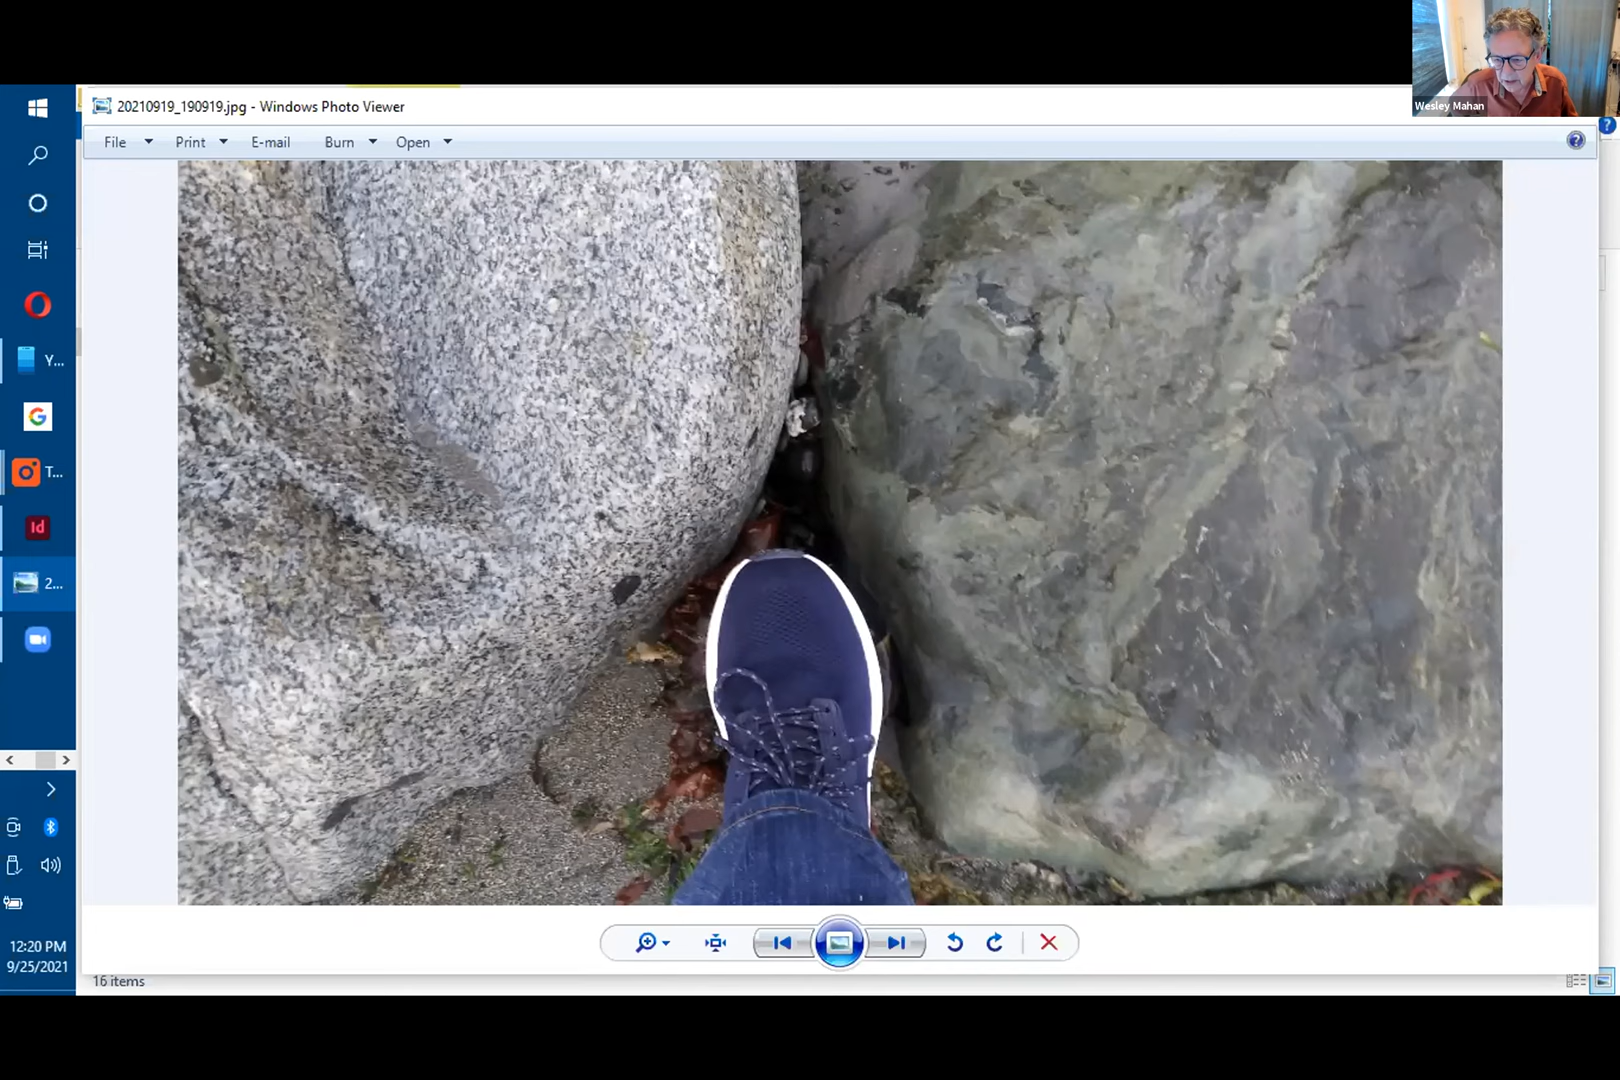 20210919_190919.jpg - Windows Photo Viewer
Wesley Mahan
File Print E-mail Burn Open
Y...
G
T...
Id
2...
12:20 PM
9/25/2021
16 items